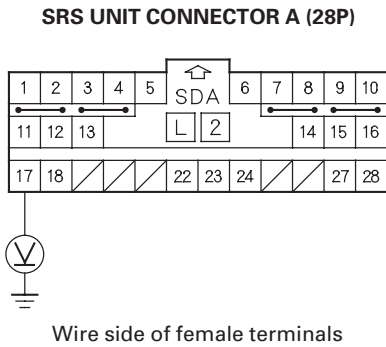 SRS UNIT CONNECTOR A (28P)
1 2 3 4 5 6 7 8 9 10
SDA
11 12 13 L 2 14 15 16
17 18 22 23 24 27 28
V
Wire side of female terminals